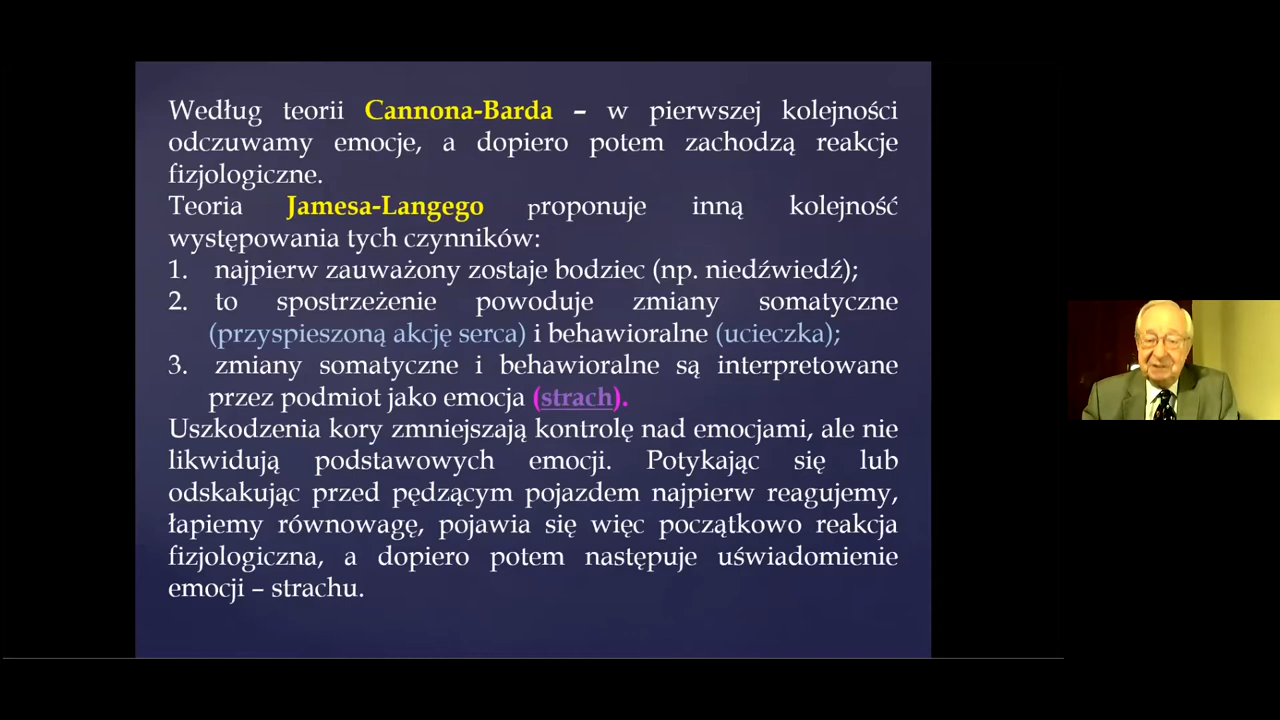 Według teorii Cannona-Barda – w pierwszej kolejności
odczuwamy emocje, a dopiero potem zachodzą reakcje
fizjologiczne.
Teoria Jamesa-Langego proponuje inną kolejność
występowania tych czynników:
1. najpierw zauważony zostaje bodziec (np. niedźwiedź);
2. to spostrzeżenie powoduje zmiany somatyczne
(przyspieszoną akcję serca) i behawioralne (ucieczka);
3. zmiany somatyczne i behawioralne są interpretowane
przez podmiot jako emocja (strach).
Uszkodzenia kory zmniejszają kontrolę nad emocjami, ale nie
likwidują podstawowych emocji. Potykając się lub
odskakując przed pędzącym pojazdem najpierw reagujemy,
łapiemy równowagę, pojawia się więc początkowo reakcja
fizjologiczna, a dopiero potem następuje uświadomienie
emocji – strachu.